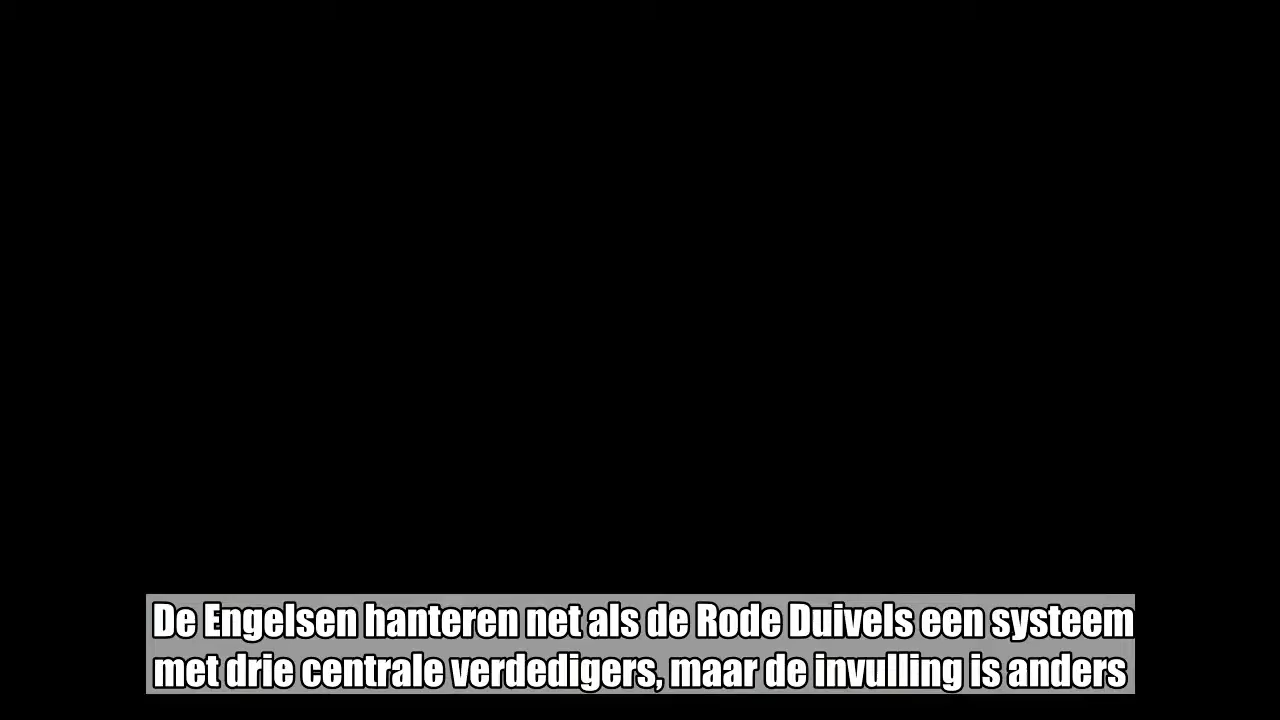 De Engelsen hanteren net als de Rode Duivels een systeem
met drie centrale verdedigers, maar de invulling is anders